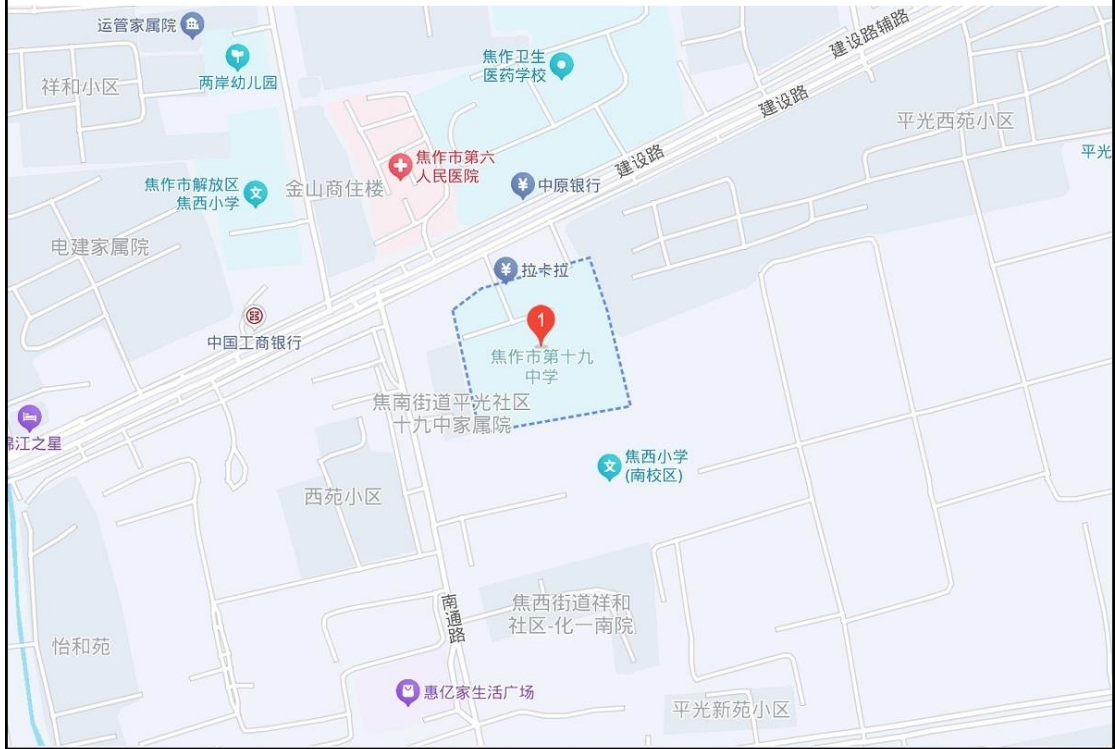 运管家属院
祥和小区
两岸幼儿园
焦作卫生
医药学校
建设路辅路
建设路
平光西苑小区
平光
建设路
焦作市第六
人民医院
中原银行
焦作市解放区
焦西小学
金山商住楼
电建家属院
拉卡拉
中国工商银行
1
焦作市第十九
中学
焦南街道平光社区
十九中家属院
锦江之星
焦西小学
(南校区)
西苑小区
南通路
焦西街道祥和
社区-化一南院
怡和苑
惠亿家生活广场
平光新苑小区